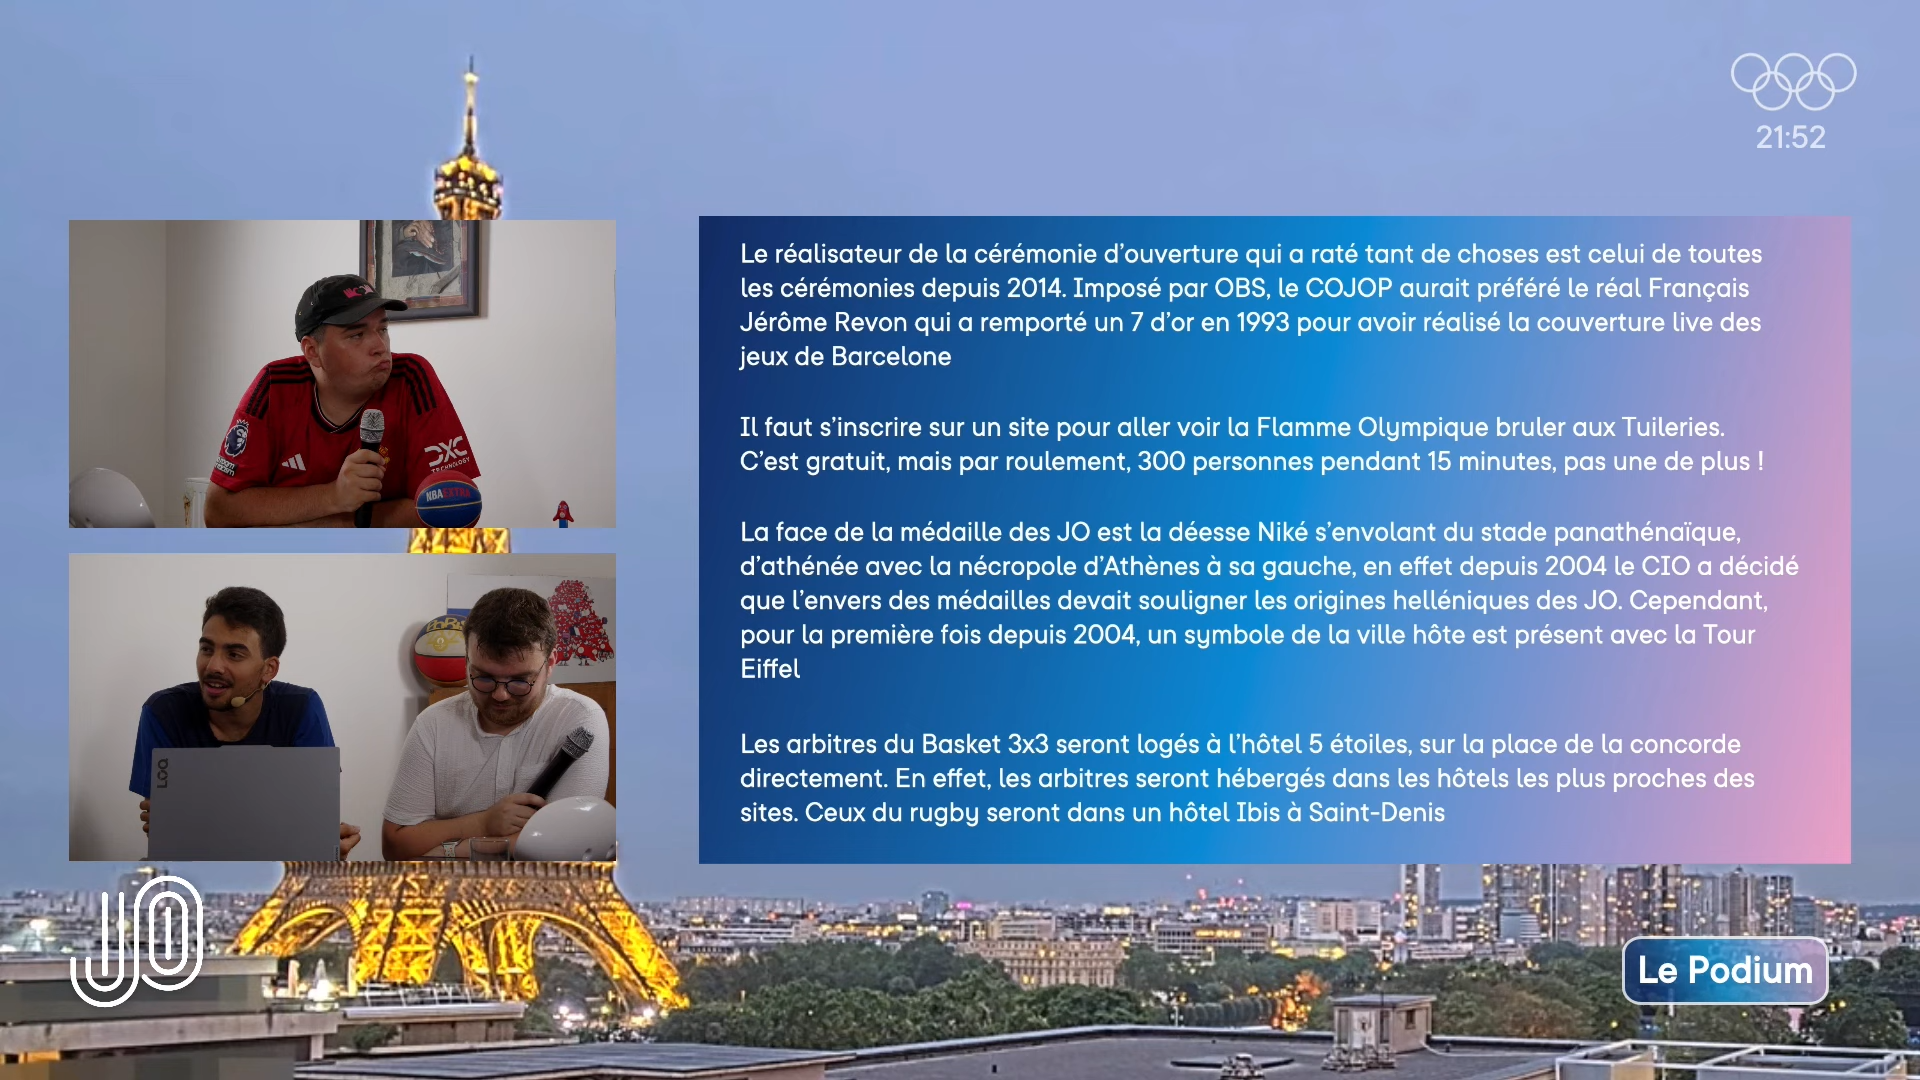 21:52
Le réalisateur de la cérémonie d'ouverture qui a raté tant de choses est celui de toutes
les cérémonies depuis 2014. Imposé par OBS, le COJOP aurait préféré le réal Français
Jérôme Revon qui a remporté un 7 d'or en 1993 pour avoir réalisé la couverture live des
jeux de Barcelone
Il faut s'inscrire sur un site pour aller voir la Flamme Olympique bruler aux Tuileries.
C'est gratuit, mais par roulement, 300 personnes pendant 15 minutes, pas une de plus !
La face de la médaille des JO est la déesse Niké s'envolant du stade panathénaïque,
d'athénée avec la nécropole d'Athènes à sa gauche, en effet depuis 2004 le CIO a décidé
que l'envers des médailles devait souligner les origines helléniques des JO. Cependant,
pour la première fois depuis 2004, un symbole de la ville hôte est présent avec la Tour
Eiffel
Les arbitres du Basket 3x3 seront logés à l'hôtel 5 étoiles, sur la place de la concorde
directement. En effet, les arbitres seront hébergés dans les hôtels les plus proches des
sites. Ceux du rugby seront dans un hôtel Ibis à Saint-Denis
DXC
TECHNOLOGY
NBA EXTRA
PARIS
LOQ
JO
Le Podium